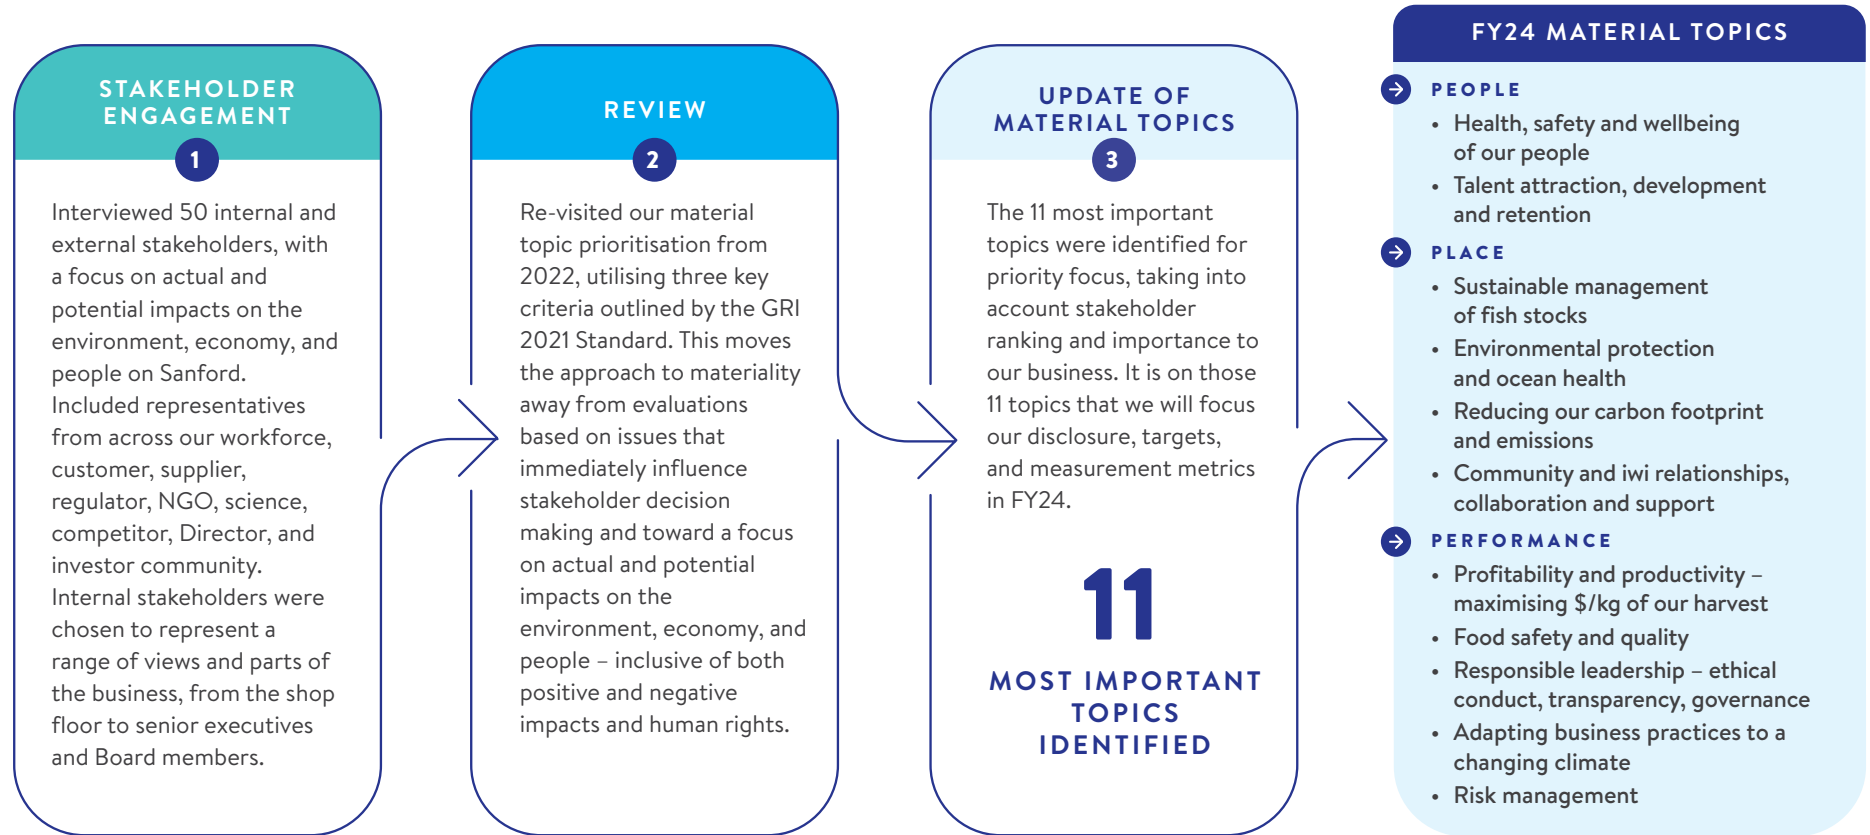 STAKEHOLDER
ENGAGEMENT
1
Interviewed 50 internal and
external stakeholders, with
a focus on actual and
potential impacts on the
environment, economy, and
people on Sanford.
Included representatives
from across our workforce,
customer, supplier,
regulator, NGO, science,
competitor, Director, and
investor community.
Internal stakeholders were
chosen to represent a
range of views and parts of
the business, from the shop
floor to senior executives
and Board members.
REVIEW
2
Re-visited our material
topic prioritisation from
2022, utilising three key
criteria outlined by the GRI
2021 Standard. This moves
the approach to materiality
away from evaluations
based on issues that
immediately influence
stakeholder decision
making and toward a focus
on actual and potential
impacts on the
environment, economy, and
people – inclusive of both
positive and negative
impacts and human rights.
UPDATE OF
MATERIAL TOPICS
3
The 11 most important
topics were identified for
priority focus, taking into
account stakeholder
ranking and importance to
our business. It is on those
11 topics that we will focus
our disclosure, targets,
and measurement metrics
in FY24.
11
MOST IMPORTANT
TOPICS
IDENTIFIED
FY24 MATERIAL TOPICS
PEOPLE
• Health, safety and wellbeing
of our people
• Talent attraction, development
and retention
PLACE
• Sustainable management
of fish stocks
• Environmental protection
and ocean health
• Reducing our carbon footprint
and emissions
• Community and iwi relationships,
collaboration and support
PERFORMANCE
• Profitability and productivity –
maximising $/kg of our harvest
• Food safety and quality
• Responsible leadership – ethical
conduct, transparency, governance
• Adapting business practices to a
changing climate
• Risk management